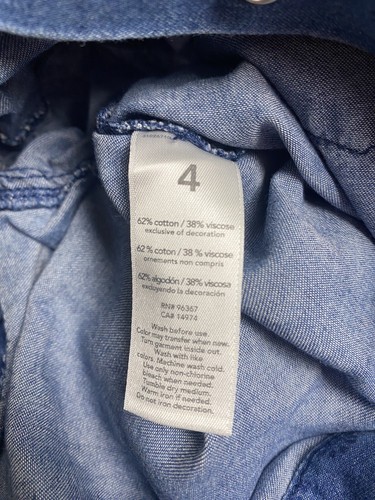 4
62% cotton / 38% viscose
exclusive of decoration
62 % coton / 38 % viscose
ornements non compris
62% algodón / 38% viscosa
excluyendo la decoración
RN# 96367
CA# 14974
Wash before use.
Color may transfer when new.
Turn garment inside out.
Wash with like
colors. Machine wash cold.
Use only non-chlorine
bleach when needed.
Tumble dry medium.
Warm iron if needed.
Do not iron decoration.